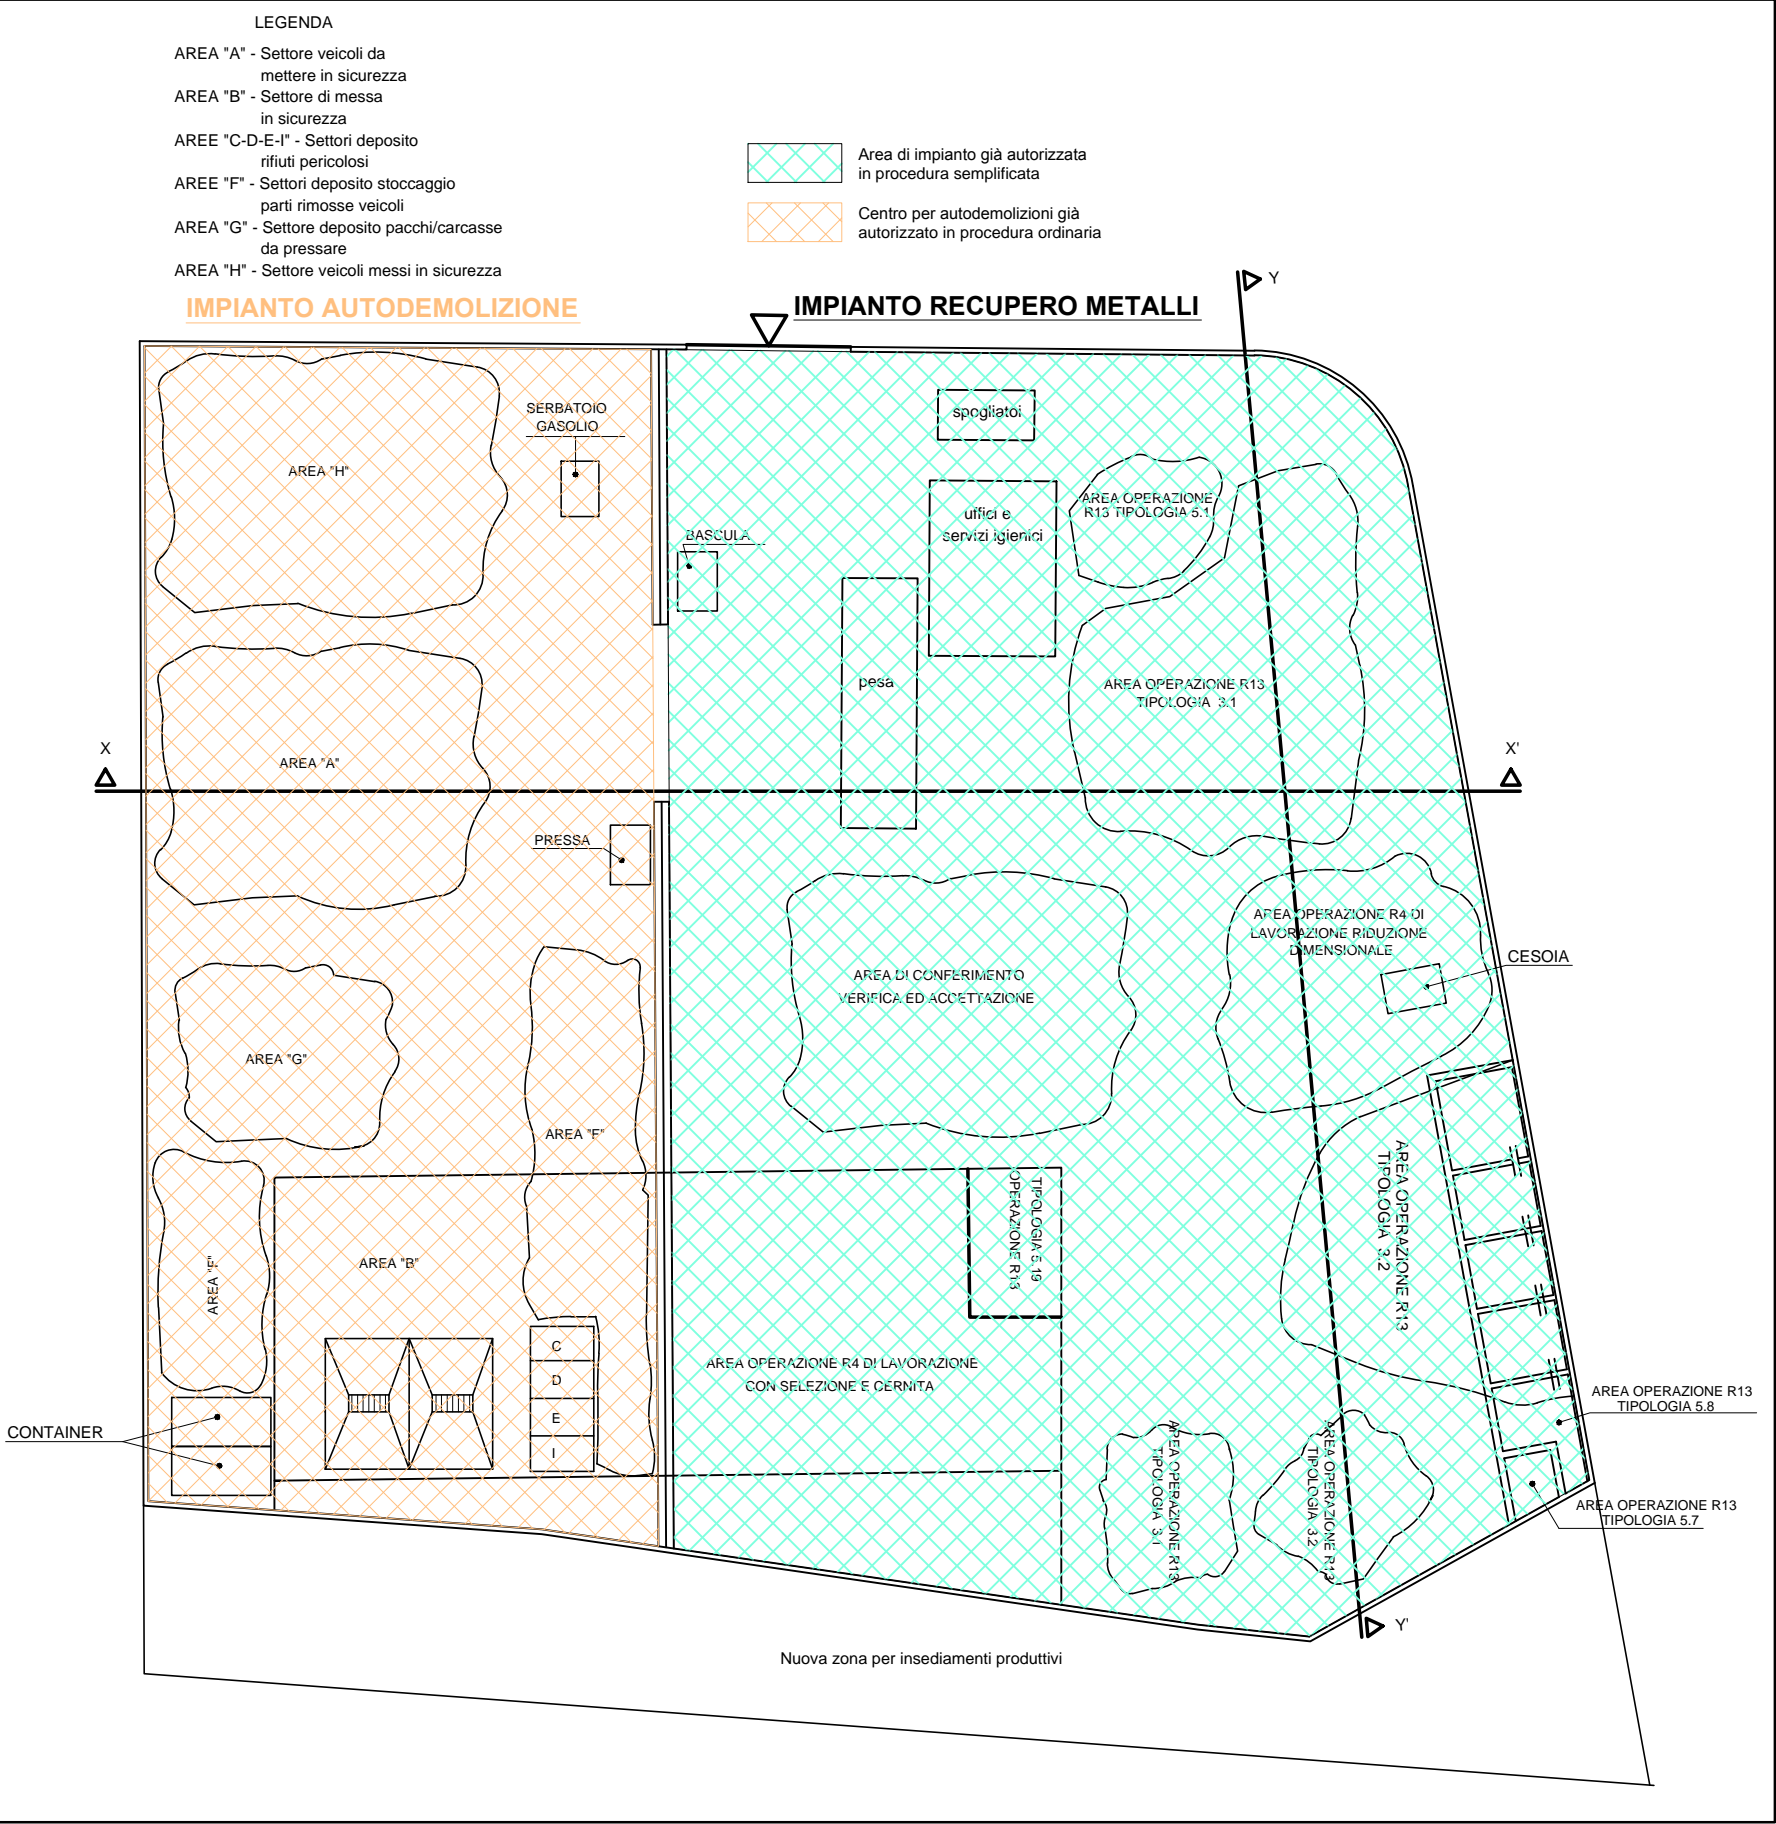 LEGENDA
AREA "A" - Settore veicoli da
mettere in sicurezza
AREA "B" - Settore di messa
in sicurezza
AREE "C-D-E-I" - Settori deposito
rifiuti pericolosi
AREE "F" - Settori deposito stoccaggio
parti rimosse veicoli
AREA "G" - Settore deposito pacchi/carcasse
da pressare
AREA "H" - Settore veicoli messi in sicurezza
Area di impianto già autorizzata
in procedura semplificata
Centro per autodemolizioni già
autorizzato in procedura ordinaria
IMPIANTO AUTODEMOLIZIONE
IMPIANTO RECUPERO METALLI
Y
SERBATOIO
GASOLIO
AREA "H"
spogliatoi
AREA OPERAZIONE
R13 TIPOLOGIA 5.1
uffici e
servizi igienici
BASCULA
pesa
AREA OPERAZIONE R13
TIPOLOGIA 3.1
X
X'
AREA "A"
PRESSA
AREA OPERAZIONE R4 DI
LAVORAZIONE RIDUZIONE
DIMENSIONALE
CESOIA
AREA DI CONFERIMENTO
VERIFICA ED ACCETTAZIONE
AREA "G"
AREA "F"
AREA OPERAZIONE R13
TIPOLOGIA 3.2
TIPOLOGIA 5.19
OPERAZIONE R13
AREA "B"
AREA "F"
C
D
E
I
AREA OPERAZIONE R4 DI LAVORAZIONE
CON SELEZIONE E CERNITA
CONTAINER
AREA OPERAZIONE R13
TIPOLOGIA 5.8
AREA OPERAZIONE R13
TIPOLOGIA 3.1
AREA OPERAZIONE R13
TIPOLOGIA 3.2
AREA OPERAZIONE R13
TIPOLOGIA 5.7
Y'
Nuova zona per insediamenti produttivi